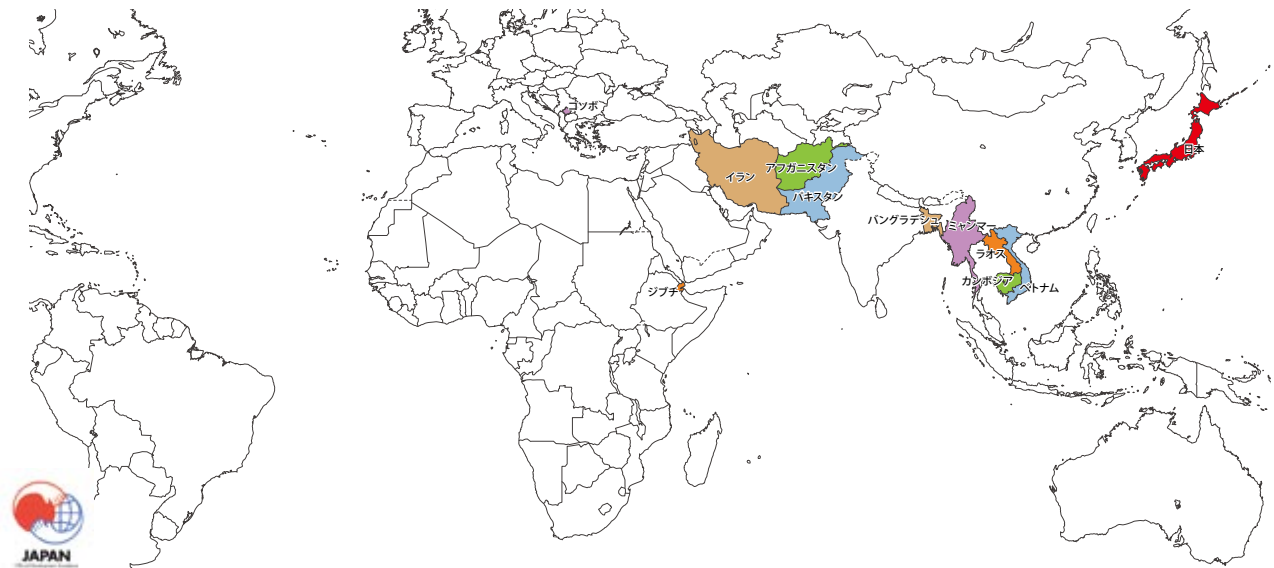 コソボ
日本
アフガニスタン
イラン
パキスタン
バングラデシュ
ミャンマー
ラオス
カンボジア
ベトナム
ジブチ
JAPAN